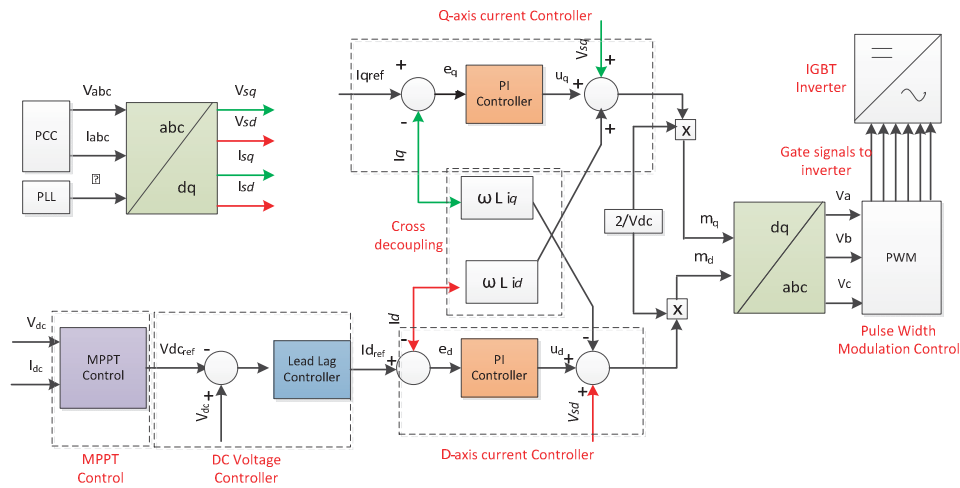 Q-axis current Controller
Iqref
+
-
eq
PI
Controller
uq
+
Vsq
+
+
Iq
X
IGBT
Inverter
Gate signals to
inverter
PCC
Vabc
Iabc
PLL
abc
dq
Vsq
Vsd
Isq
Isd
Cross
decoupling
ω L iq
ω L id
2/Vdc
mq
md
dq
abc
Va
Vb
Vc
PWM
Pulse Width
Modulation Control
X
Vdc
Idc
MPPT
Control
Vdcref
-
+
Vdc
Lead Lag
Controller
Idref
+
-
Id
ed
PI
Controller
ud
+
-
+
Vsd
MPPT
Control
DC Voltage
Controller
D-axis current Controller